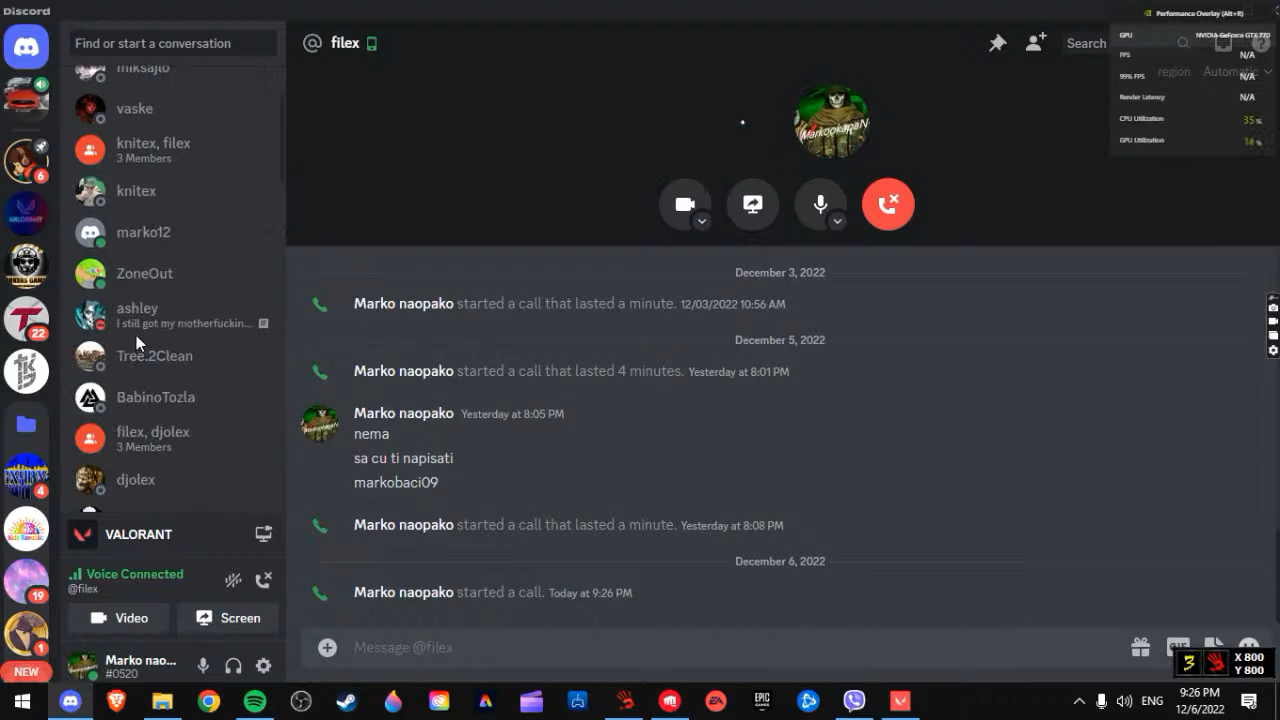 Discord
Performance Overlay (Alt+R)
Find or start a conversation
filex
Search
GPU NVIDIA GeForce GTX 770
FPS N/A
region Automatic
99% FPS N/A
Render Latency N/A
CPU Utilization 35 %
GPU Utilization
miksajlo
vaske
knitex, filex
3 Members
knitex
marko12
ZoneOut
ashley
I still got my motherfuckin...
Tree.2Clean
BabinoTozla
filex, djolex
3 Members
djolex
VALORANT
Voice Connected
@filex
Video
Screen
Marko nao...
#0520
6
22
4
19
1
NEW
MarkookapaN
December 3, 2022
Marko naopako started a call that lasted a minute. 12/03/2022 10:56 AM
December 5, 2022
Marko naopako started a call that lasted 4 minutes. Yesterday at 8:01 PM
Marko naopako Yesterday at 8:05 PM
nema
sa cu ti napisati
markobaci09
Marko naopako started a call that lasted a minute. Yesterday at 8:08 PM
December 6, 2022
Marko naopako started a call. Today at 9:26 PM
Message @filex
GIF
X 800
Y 800
ENG
9:26 PM
12/6/2022